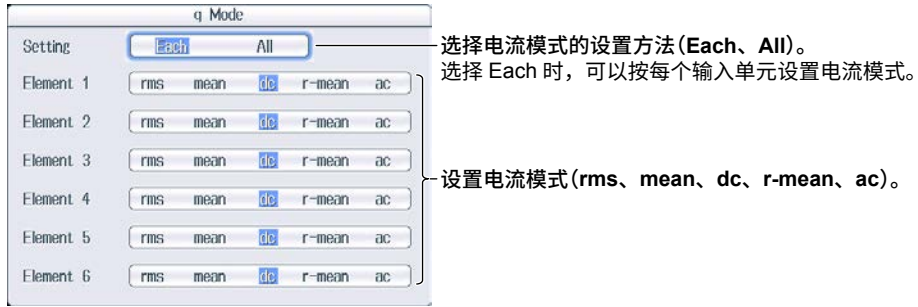 q Mode
Setting Each All
选择电流模式的设置方法(Each、All)。
选择 Each 时，可以按每个输入单元设置电流模式。
Element 1 rms mean dc r-mean ac
Element 2 rms mean dc r-mean ac
Element 3 rms mean dc r-mean ac
设置电流模式(rms、mean、dc、r-mean、ac)。
Element 4 rms mean dc r-mean ac
Element 5 rms mean dc r-mean ac
Element 6 rms mean dc r-mean ac